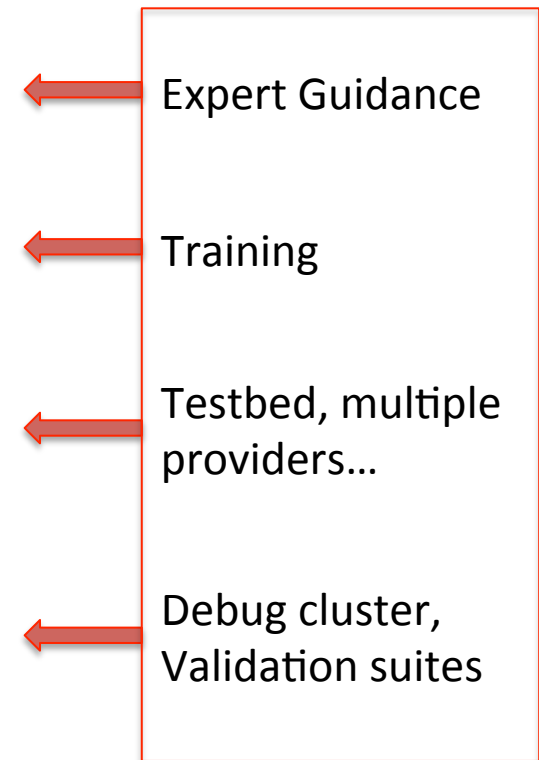 Expert Guidance
Training
Testbed, multiple
providers…
Debug cluster,
Validation suites